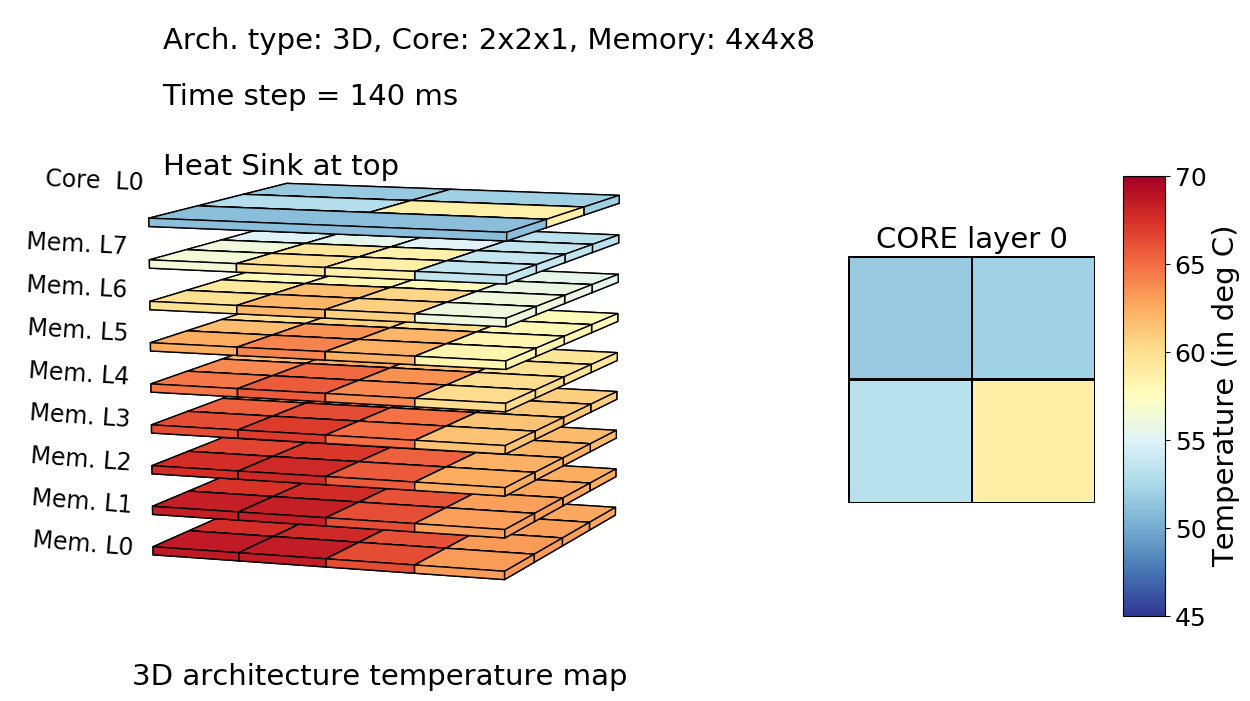 Arch. type: 3D, Core: 2x2x1, Memory: 4x4x8
Time step = 140 ms
Heat Sink at top
Core  L0
Mem. L7
Mem. L6
Mem. L5
Mem. L4
Mem. L3
Mem. L2
Mem. L1
Mem. L0
3D architecture temperature map
CORE layer 0
70
65
60
55
50
45
Temperature (in deg C)